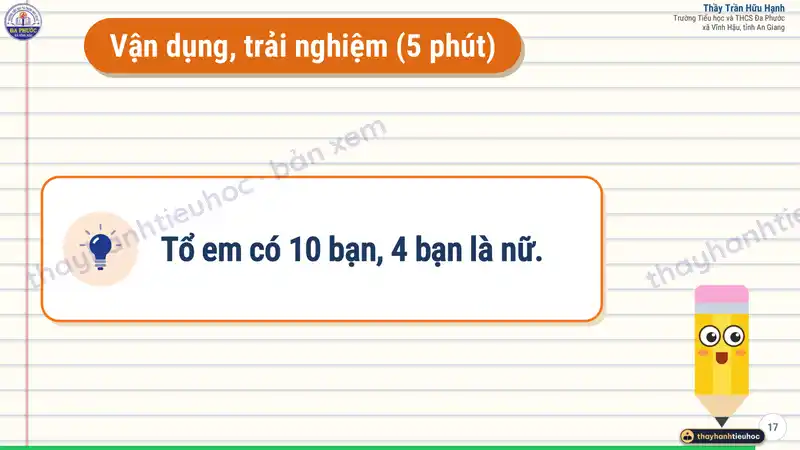 Thầy Trần Hữu Hạnh
Trường Tiểu học và THCS Đa Phước
xã Vĩnh Hậu, tỉnh An Giang
ĐA PHƯỚC
Vận dụng, trải nghiệm (5 phút)
thayhanhtieuhoc · bản xem
Tổ em có 10 bạn, 4 bạn là nữ.
thayhanhtie
17
thayhanhtieuhoc